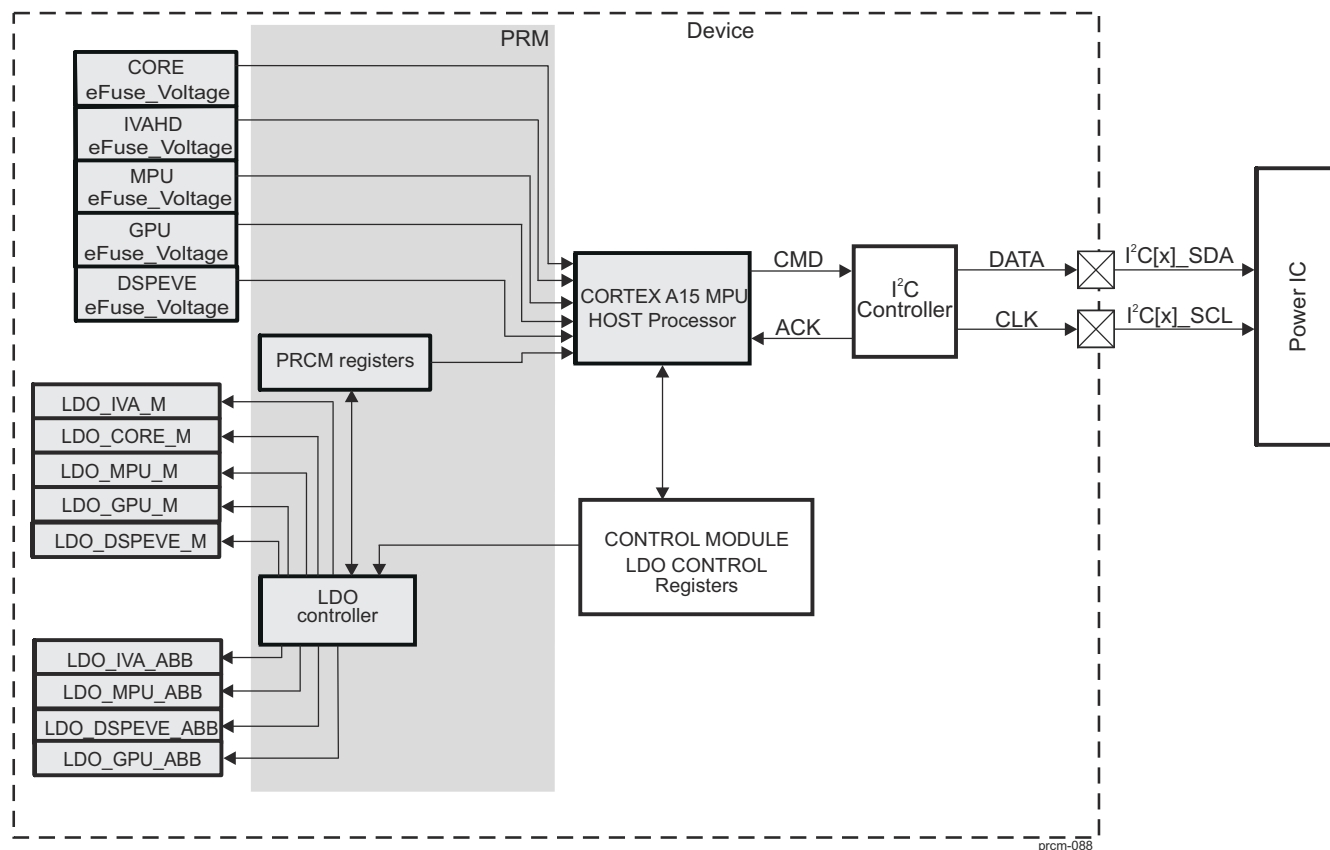 PRM
Device
CORE
eFuse_Voltage
IVAHD
eFuse_Voltage
MPU
eFuse_Voltage
GPU
eFuse_Voltage
DSPEVE
eFuse_Voltage
PRCM registers
CORTEX A15 MPU
HOST Processor
CMD
ACK
I²C
Controller
DATA
CLK
I²C[x]_SDA
I²C[x]_SCL
Power IC
LDO_IVA_M
LDO_CORE_M
LDO_MPU_M
LDO_GPU_M
LDO_DSPEVE_M
LDO
controller
CONTROL MODULE
LDO CONTROL
Registers
LDO_IVA_ABB
LDO_MPU_ABB
LDO_DSPEVE_ABB
LDO_GPU_ABB
prcm-088